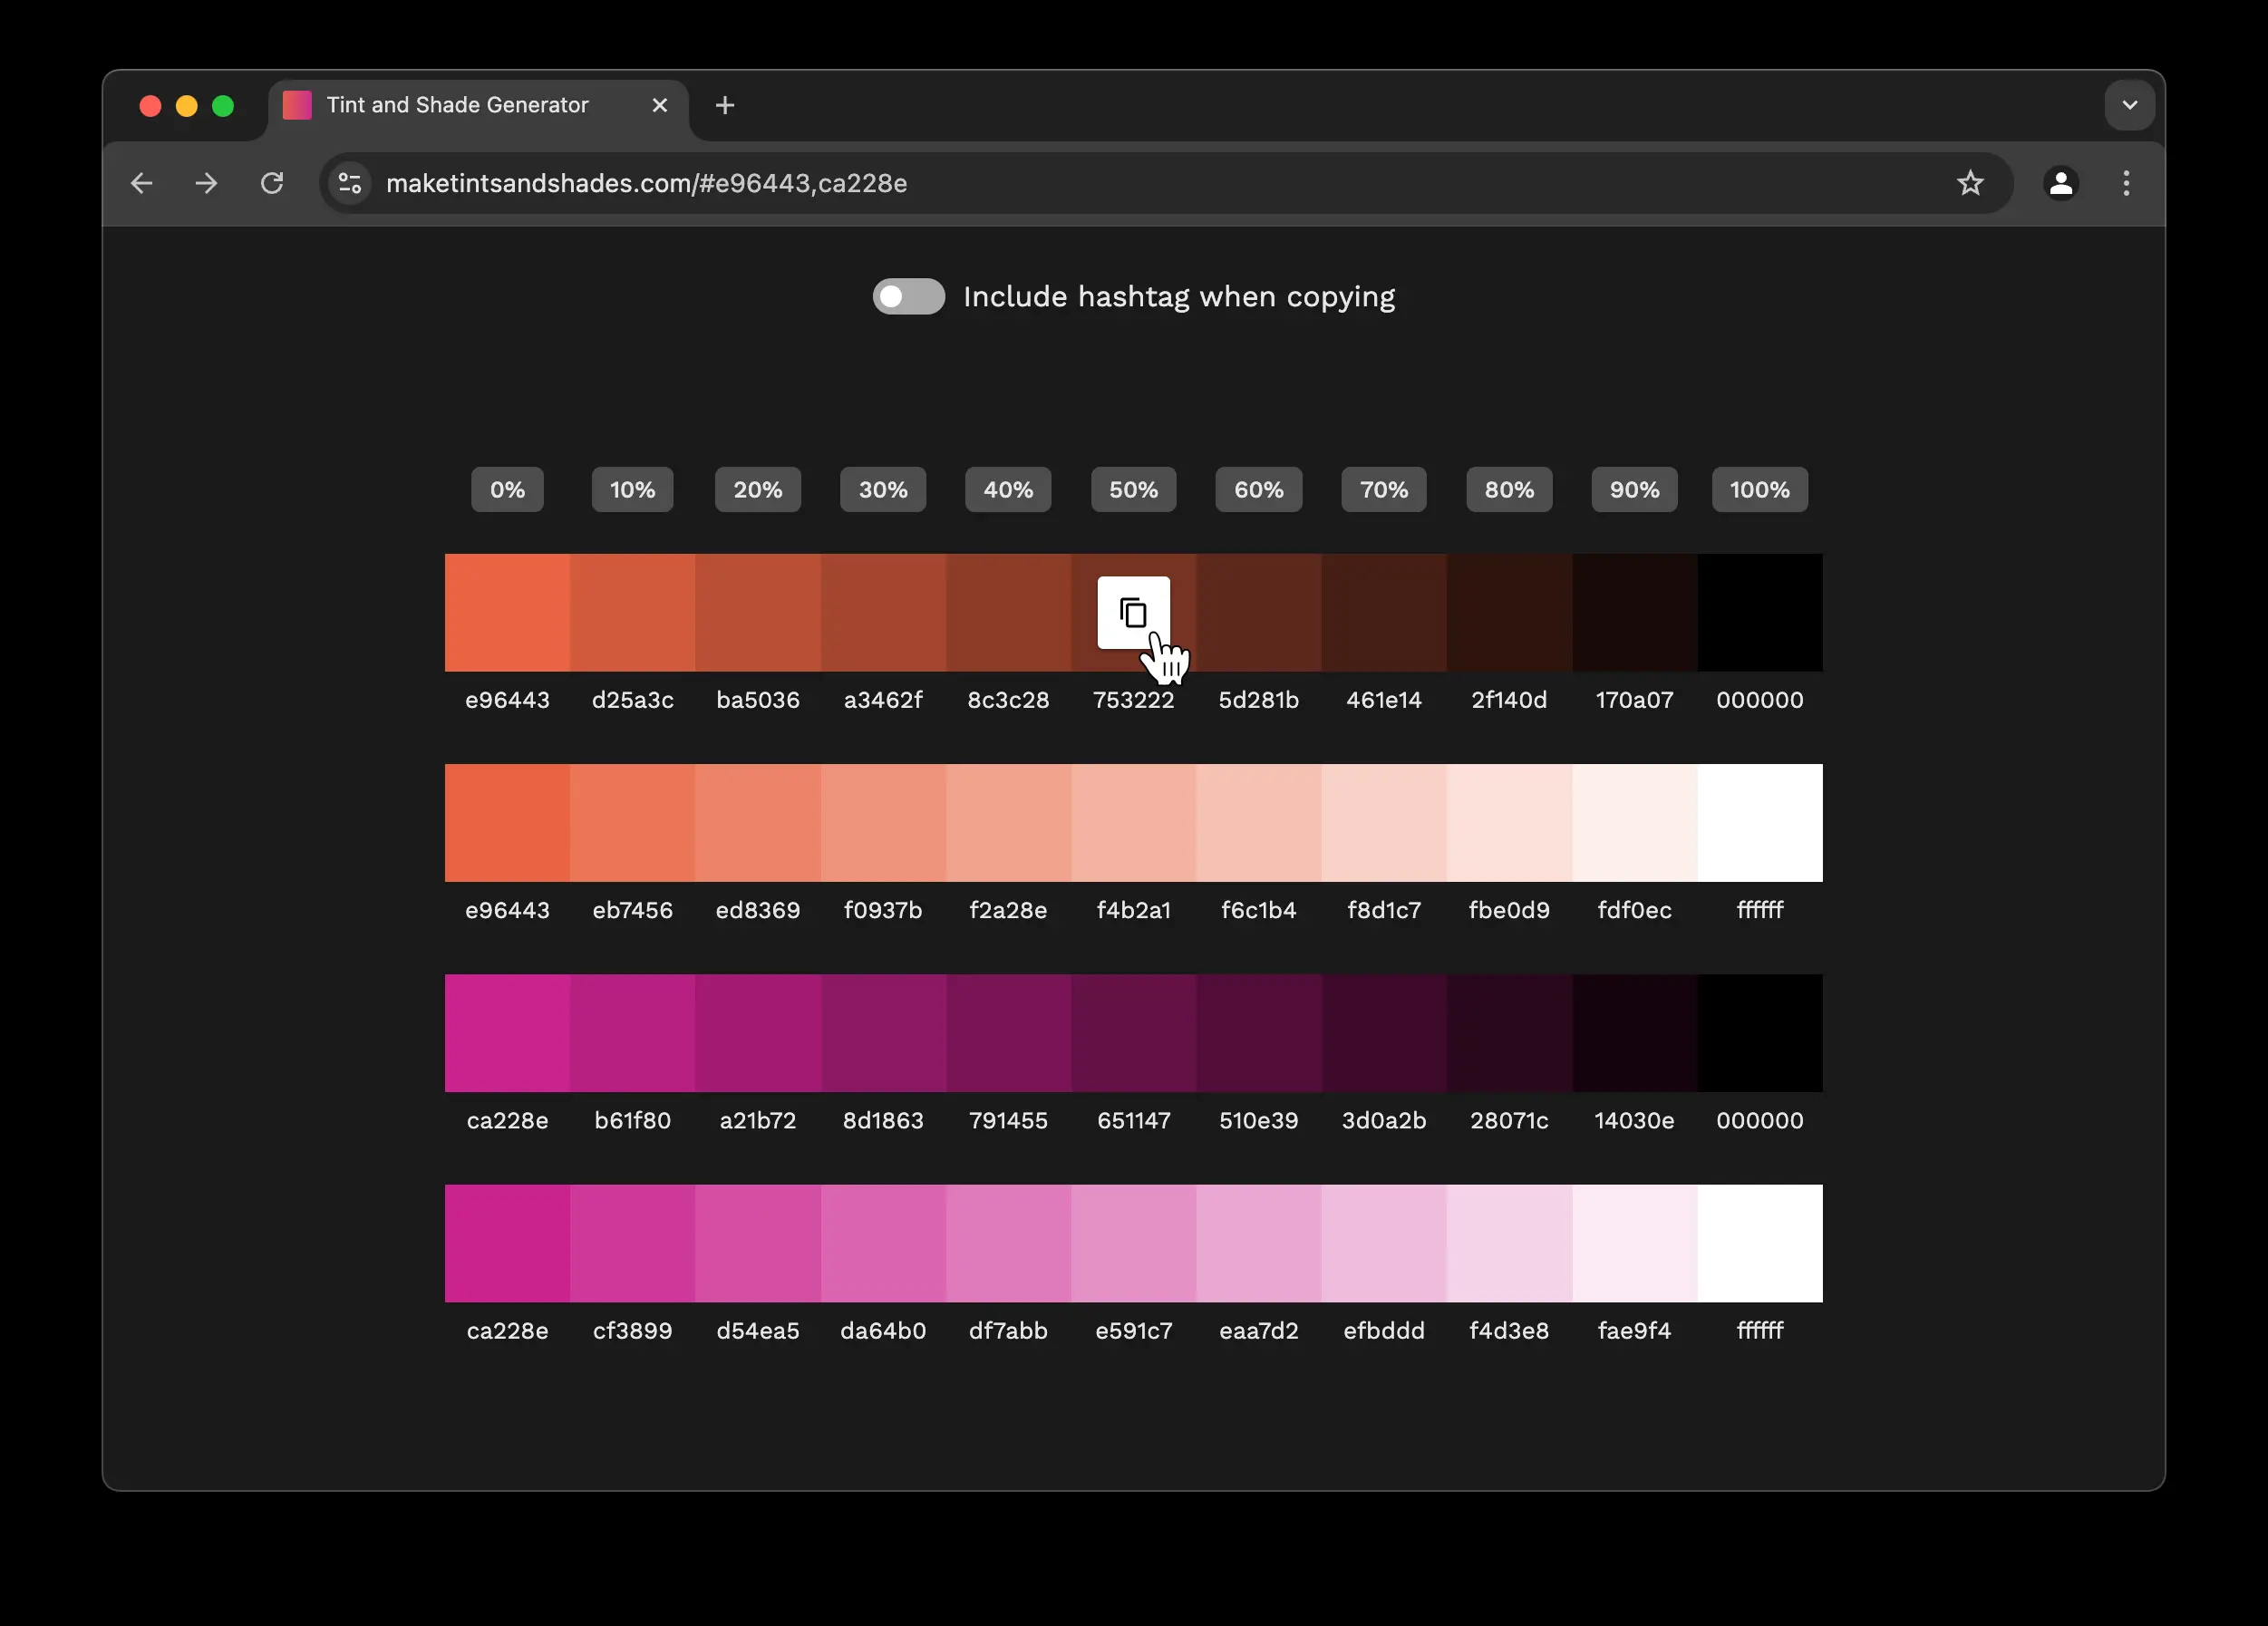 Tint and Shade Generator
maketintsandshades.com/#e96443,ca228e
Include hashtag when copying
0% 10% 20% 30% 40% 50% 60% 70% 80% 90% 100%
e96443 d25a3c ba5036 a3462f 8c3c28 753222 5d281b 461e14 2f140d 170a07 000000
e96443 eb7456 ed8369 f0937b f2a28e f4b2a1 f6c1b4 f8d1c7 fbe0d9 fdf0ec ffffff
ca228e b61f80 a21b72 8d1863 791455 651147 510e39 3d0a2b 28071c 14030e 000000
ca228e cf3899 d54ea5 da64b0 df7abb e591c7 eaa7d2 efbddd f4d3e8 fae9f4 ffffff